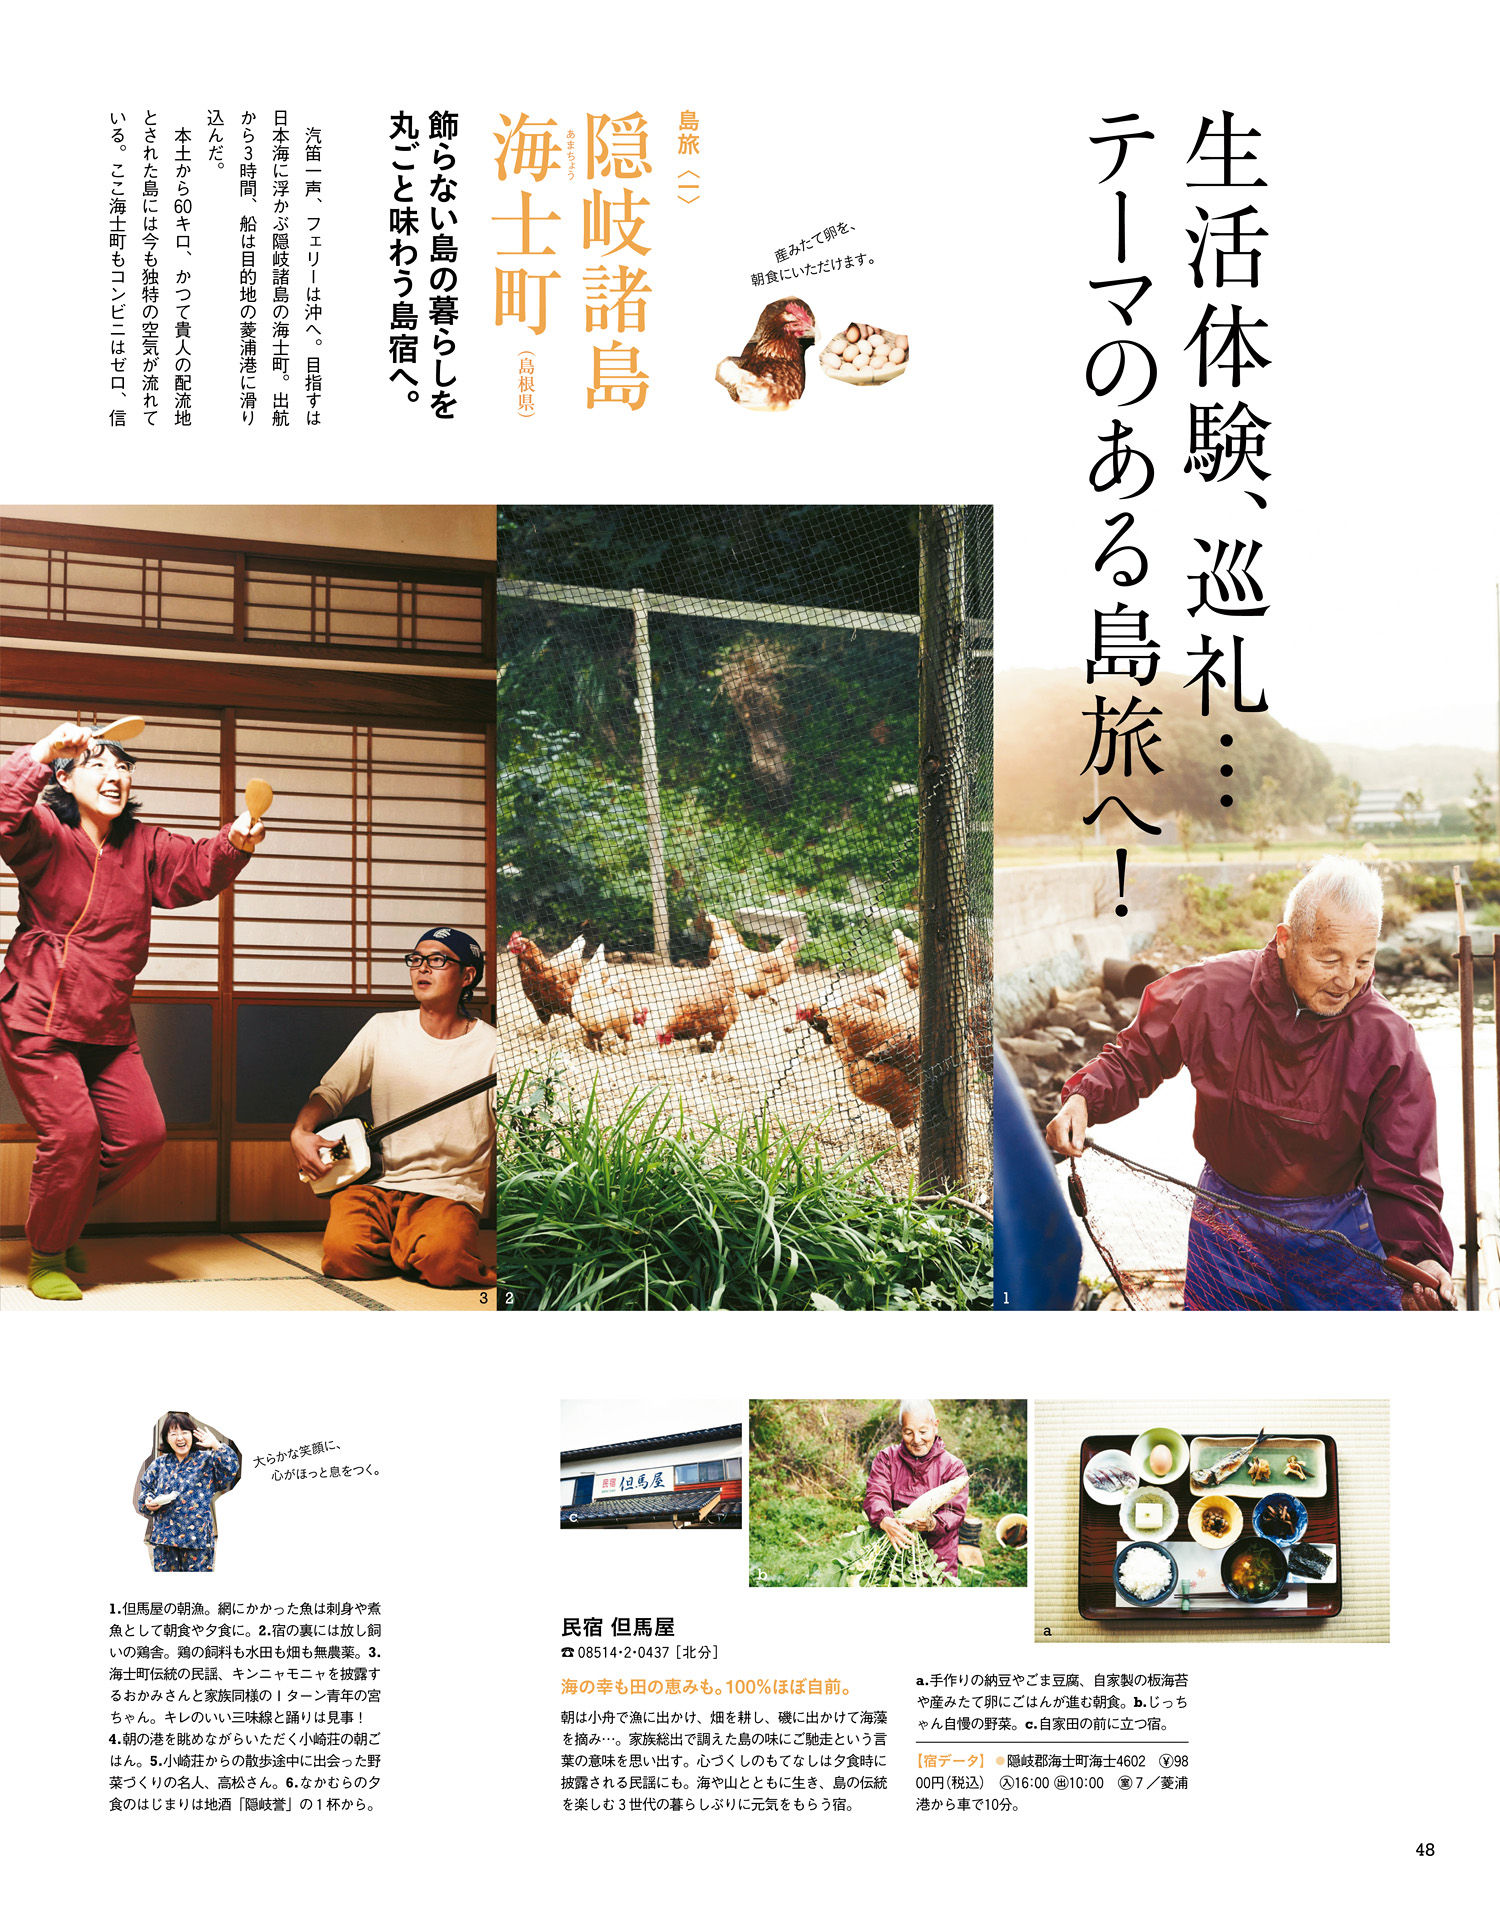 生活体験、巡礼…
テーマのある島旅へ！
産みたて卵を、
朝食にいただけます。
島旅〈一〉
隠岐諸島
あまちょう
海士町（島根県）
飾らない島の暮らしを
丸ごと味わう島宿へ。
汽笛一声、フェリーは沖へ。目指すは
日本海に浮かぶ隠岐諸島の海士町。出航
から3時間、船は目的地の菱浦港に滑り
込んだ。
本土から60キロ、かつて貴人の配流地
とされた島には今も独特の空気が流れて
いる。ここ海士町もコンビニはゼロ、信
1
2
3
a
b
c
民宿 但馬屋
民宿 但馬屋
☎08514・2・0437［北分］
海の幸も田の恵みも。100%ほぼ自前。
朝は小舟で漁に出かけ、畑を耕し、磯に出かけて海藻
を摘み…。家族総出で調えた島の味にご馳走という言
葉の意味を思い出す。心づくしのもてなしは夕食時に
披露される民謡にも。海や山とともに生き、島の伝統
を楽しむ3世代の暮らしぶりに元気をもらう宿。
a.手作りの納豆やごま豆腐、自家製の板海苔
や産みたて卵にごはんが進む朝食。b.じっち
ゃん自慢の野菜。c.自家田の前に立つ宿。
【宿データ】●隠岐郡海士町海士4602　¥98
00円（税込）　入16:00 出10:00　室7／菱浦
港から車で10分。
大らかな笑顔に、
心がほっと息をつく。
1.但馬屋の朝漁。網にかかった魚は刺身や煮
魚として朝食や夕食に。2.宿の裏には放し飼
いの鶏舎。鶏の飼料も水田も畑も無農薬。3.
海士町伝統の民謡、キンニャモニャを披露す
るおかみさんと家族同様のIターン青年の宮
ちゃん。キレのいい三味線と踊りは見事！
4.朝の港を眺めながらいただく小崎荘の朝ご
はん。5.小崎荘からの散歩途中に出会った野
菜づくりの名人、高松さん。6.なかむらの夕
食のはじまりは地酒「隠岐誉」の1杯から。
48